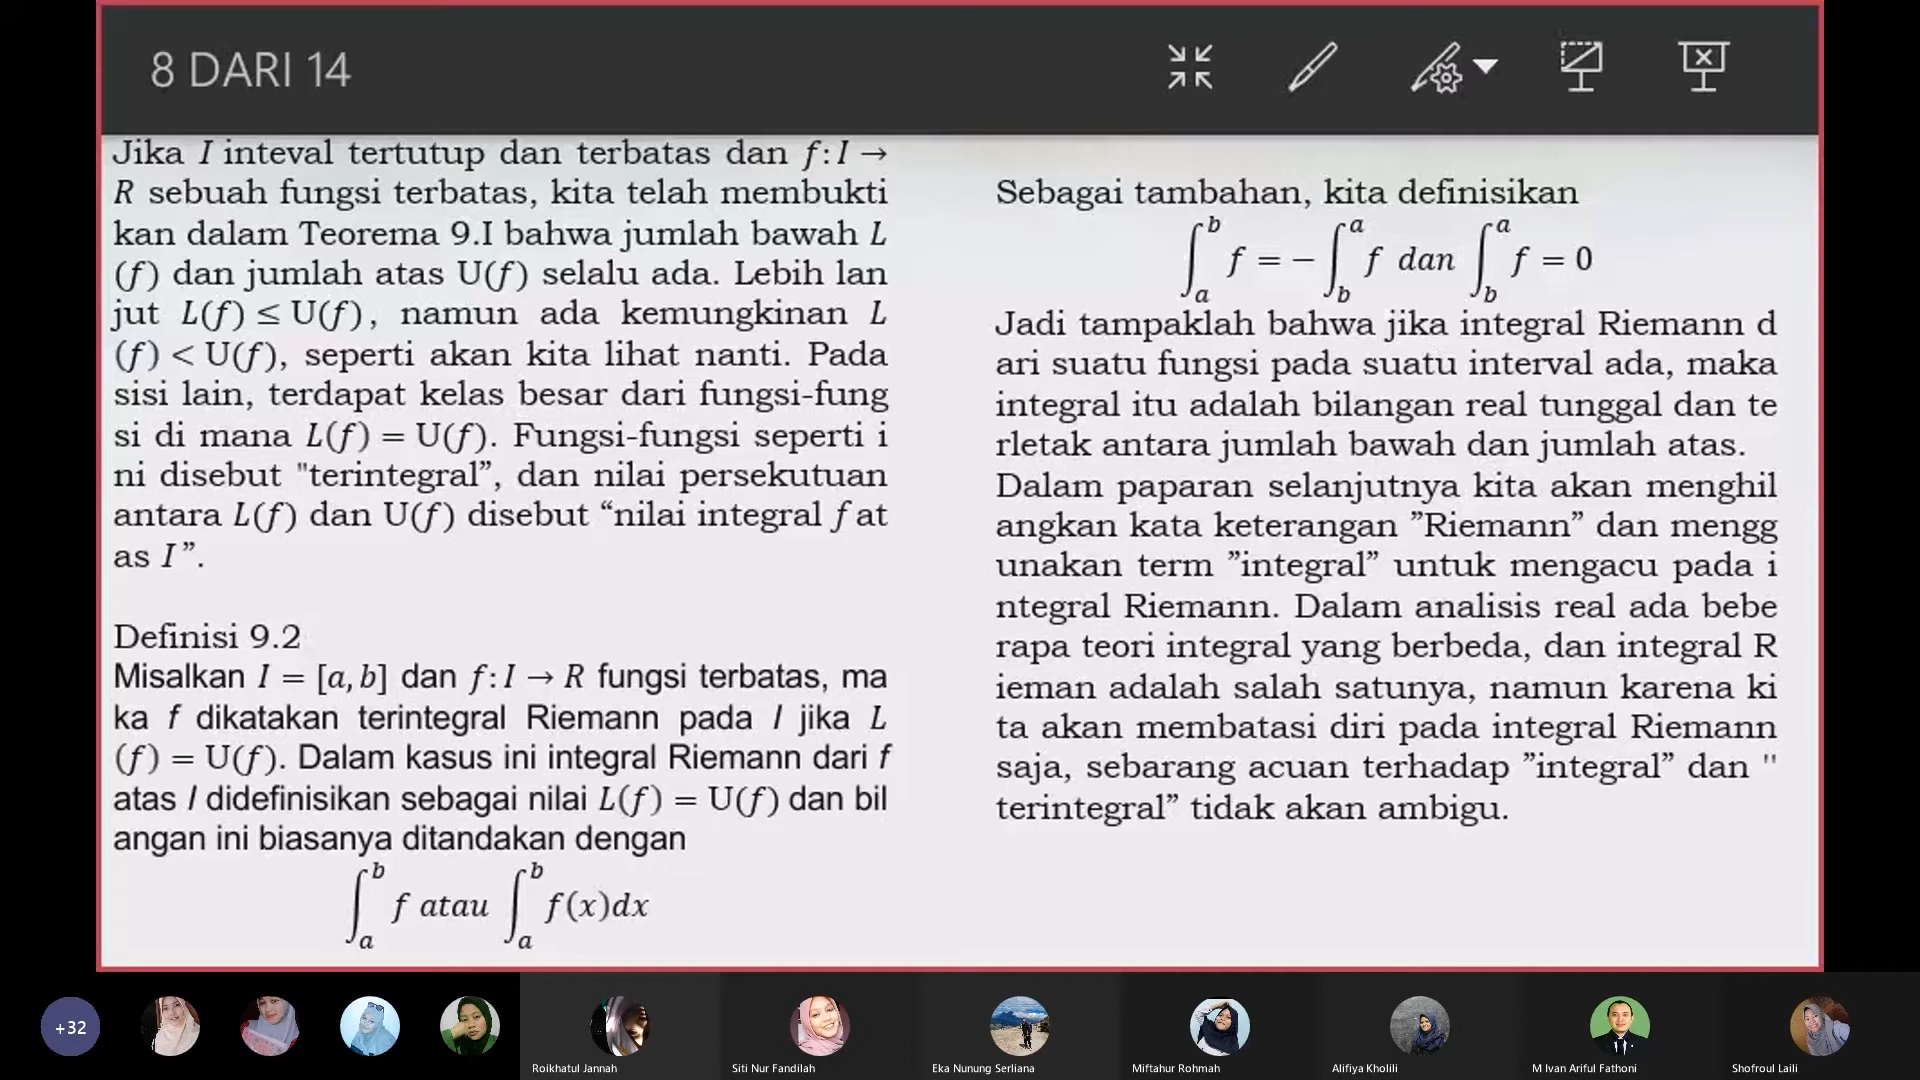 8 DARI 14
Jika I inteval tertutup dan terbatas dan f: I →
R sebuah fungsi terbatas, kita telah membukti
kan dalam Teorema 9.I bahwa jumlah bawah L
(f) dan jumlah atas U(f) selalu ada. Lebih lan
jut L(f) ≤ U(f), namun ada kemungkinan L
(f) < U(f), seperti akan kita lihat nanti. Pada
sisi lain, terdapat kelas besar dari fungsi-fung
si di mana L(f) = U(f). Fungsi-fungsi seperti i
ni disebut "terintegral”, dan nilai persekutuan
antara L(f) dan U(f) disebut “nilai integral f at
as I ”.
Definisi 9.2
Misalkan I = [a, b] dan f: I → R fungsi terbatas, ma
ka f dikatakan terintegral Riemann pada I jika L
(f) = U(f). Dalam kasus ini integral Riemann dari f
atas I didefinisikan sebagai nilai L(f) = U(f) dan bil
angan ini biasanya ditandakan dengan
∫_a^b f atau ∫_a^b f(x)dx
Sebagai tambahan, kita definisikan
∫_a^b f = − ∫_b^a f dan ∫_b^a f = 0
Jadi tampaklah bahwa jika integral Riemann d
ari suatu fungsi pada suatu interval ada, maka
integral itu adalah bilangan real tunggal dan te
rletak antara jumlah bawah dan jumlah atas.
Dalam paparan selanjutnya kita akan menghil
angkan kata keterangan ”Riemann” dan mengg
unakan term ”integral” untuk mengacu pada i
ntegral Riemann. Dalam analisis real ada bebe
rapa teori integral yang berbeda, dan integral R
ieman adalah salah satunya, namun karena ki
ta akan membatasi diri pada integral Riemann
saja, sebarang acuan terhadap ”integral” dan "
terintegral” tidak akan ambigu.
+32
Roikhatul Jannah
Siti Nur Fandilah
Eka Nunung Serliana
Miftahur Rohmah
Alifiya Kholili
M Ivan Ariful Fathoni
Shofroul Laili